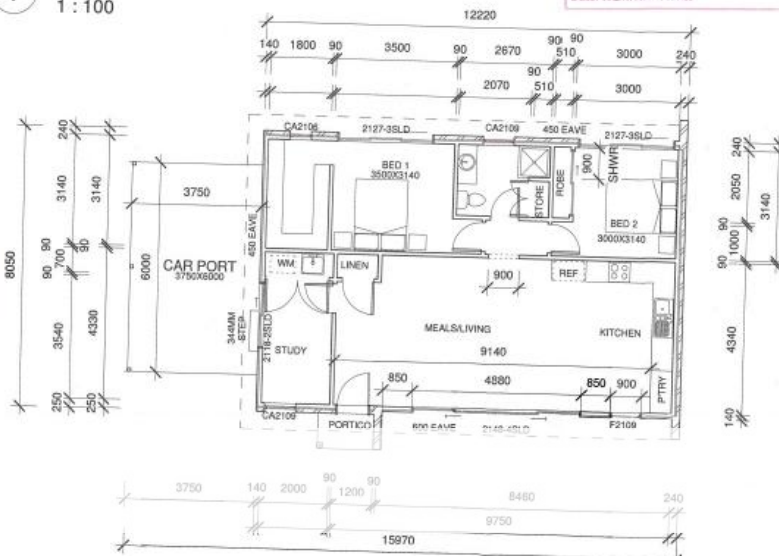 1 : 100
12220
140 1800 90 3500 90 2670 90 510 90 3000 240
2070 90 510 3000
CA2106 2127-3SLD CA2109 450 EAVE 2127-3SLD
BED 1
3500X3140
STORE
ROBE
900
SHWR
BED 2
3000X3140
8050
240
3140
90
700
90
3540
250
240
3140
90
4330
250
3750
6000
CAR PORT
3750X6000
450 EAVE
344MM
STEP
2118-2SLD
WM
LINEN
STUDY
900
REF
MEALS/LIVING
KITCHEN
9140
850 4880 850 900
PTRY
240
2050
90
1000
90
3140
4340
140
CA2109
PORTICO
600 EAVE
2148-4SLD
F2109
3750 140 2000 90 1200 90 8460 240
9750
15970